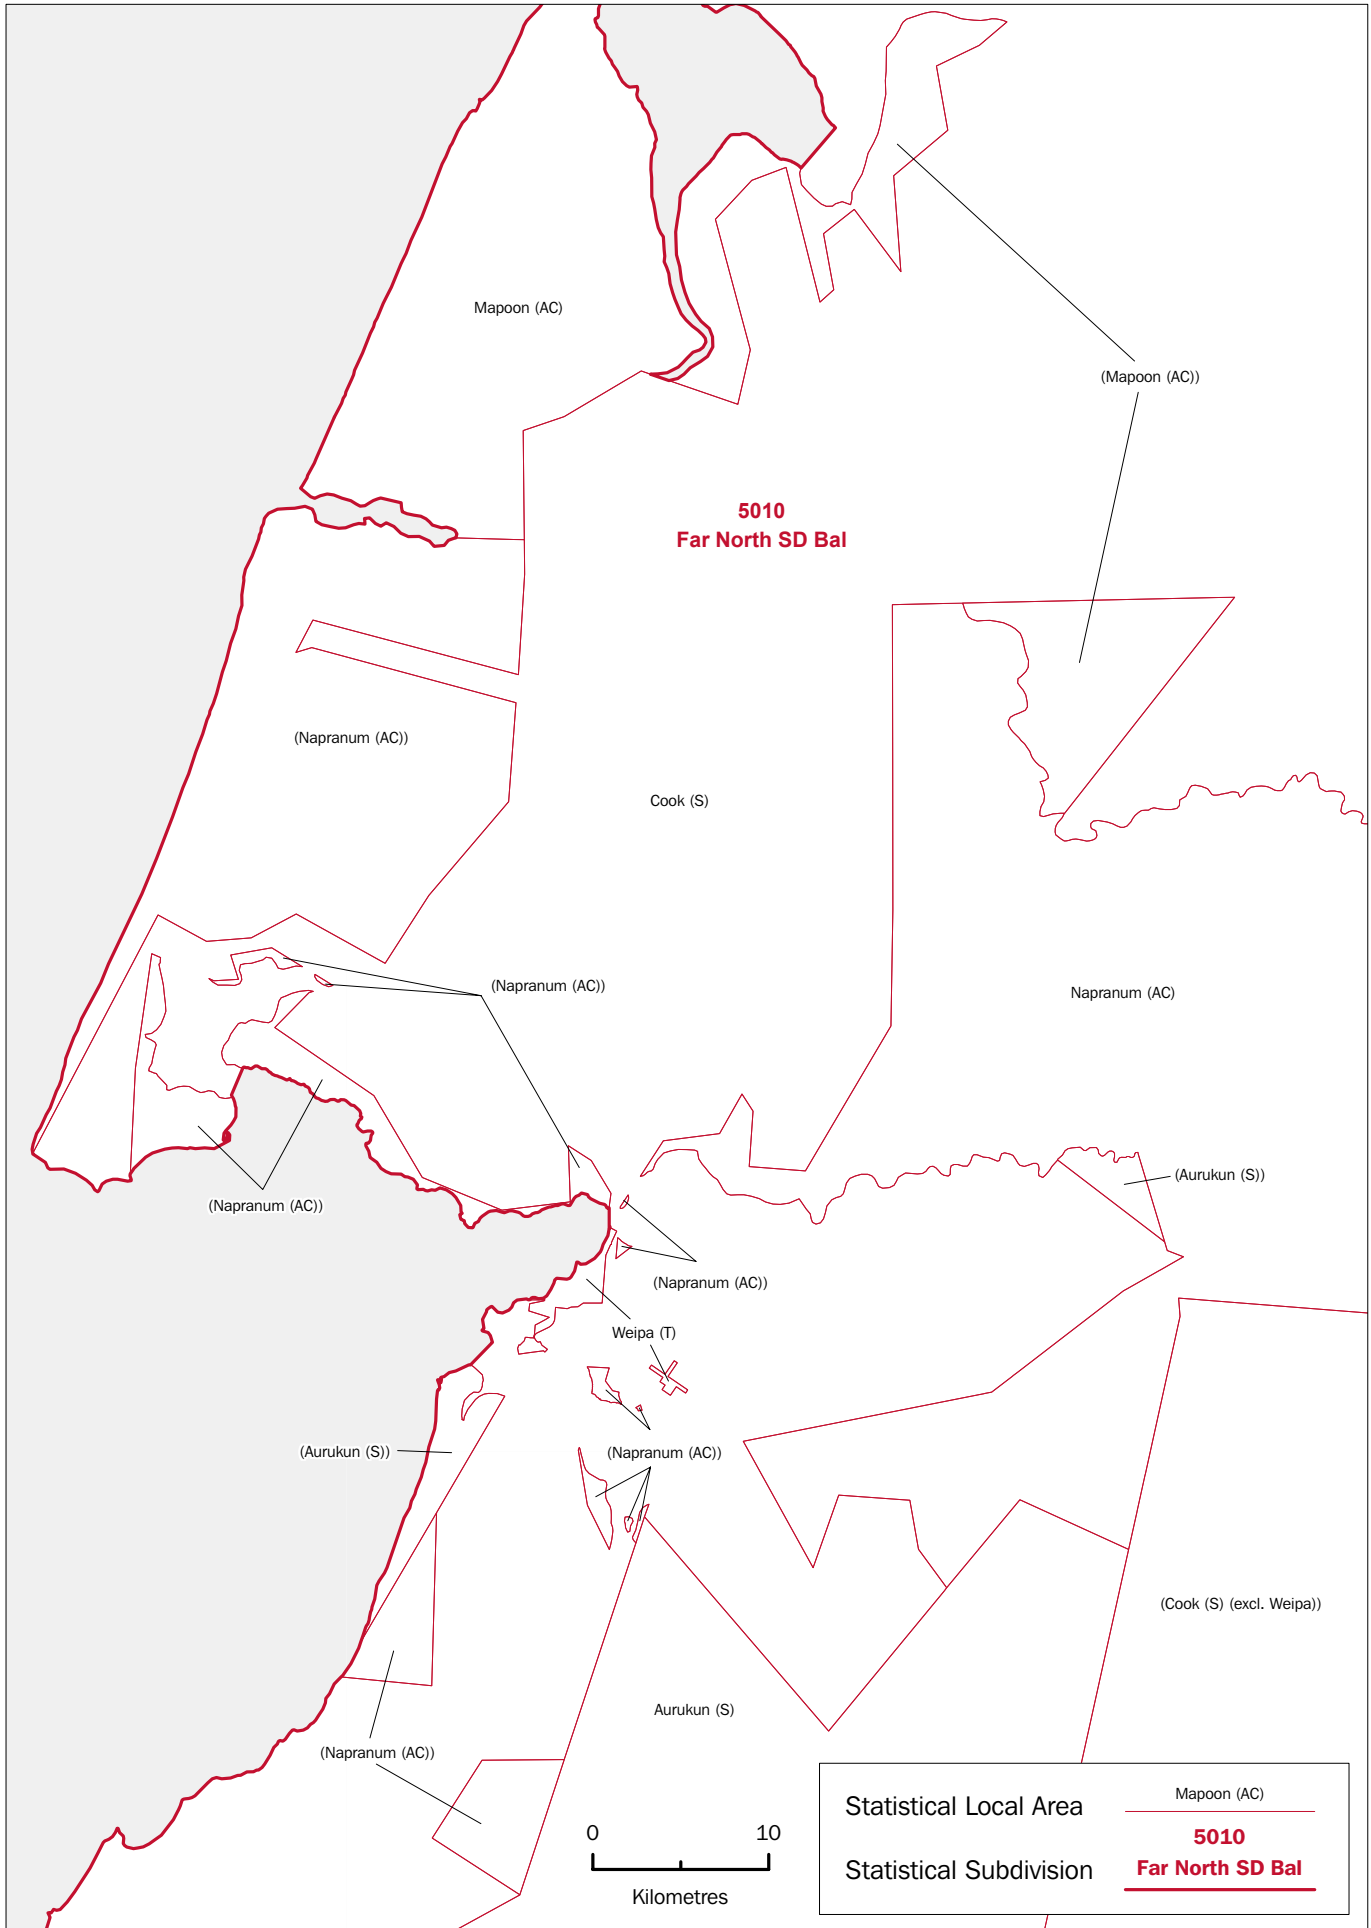 Mapoon (AC)
(Mapoon (AC))
5010
Far North SD Bal
(Napranum (AC))
Cook (S)
(Napranum (AC))
Napranum (AC)
(Aurukun (S))
(Napranum (AC))
(Napranum (AC))
Weipa (T)
(Aurukun (S))
(Napranum (AC))
(Cook (S) (excl. Weipa))
Aurukun (S)
(Napranum (AC))
0 10
Kilometres
Statistical Local Area
Mapoon (AC)
Statistical Subdivision
5010
Far North SD Bal